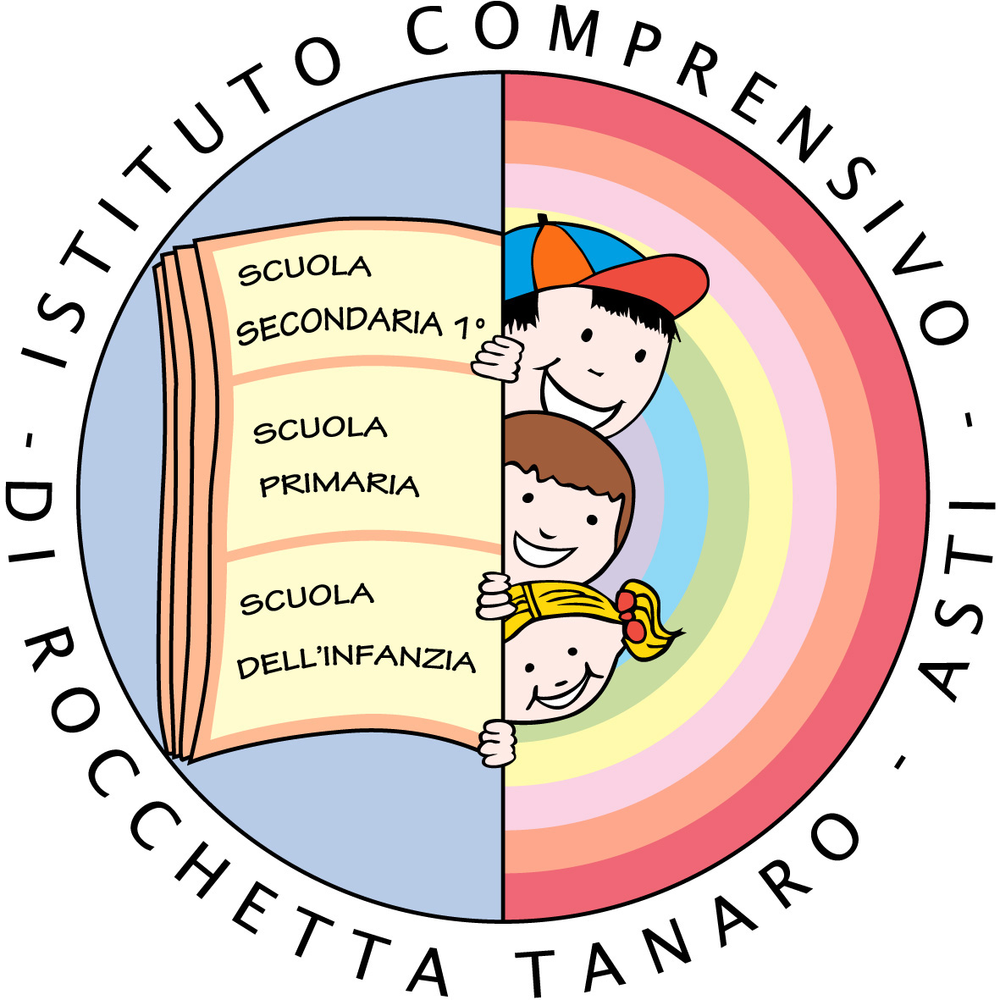 ISTITUTO COMPRENSIVO - ASTI - DI ROCCHETTA TANARO -
SCUOLA
SECONDARIA 1°
SCUOLA
PRIMARIA
SCUOLA
DELL'INFANZIA